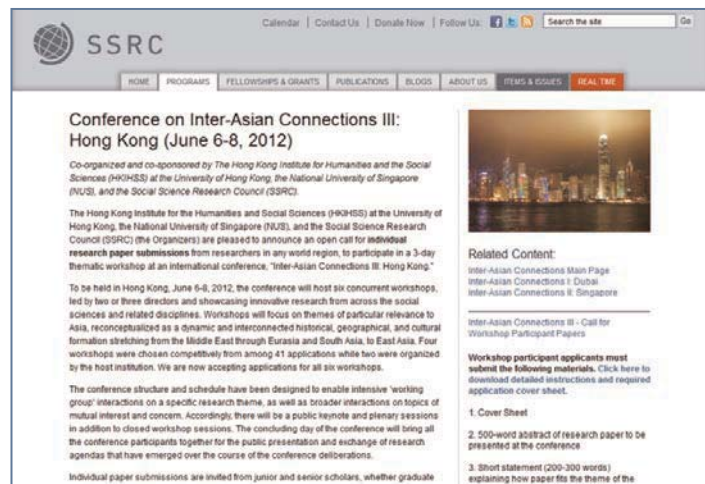 Calendar | Contact Us | Donate Now | Follow Us: Search the site Go
SSRC
HOME PROGRAMS FELLOWSHIPS & GRANTS PUBLICATIONS BLOGS ABOUT US ITEMS & ISSUES REAL TIME
Conference on Inter-Asian Connections III:
Hong Kong (June 6-8, 2012)
Co-organized and co-sponsored by The Hong Kong Institute for Humanities and the Social
Sciences (HKIHSS) at the University of Hong Kong, the National University of Singapore
(NUS), and the Social Science Research Council (SSRC).
The Hong Kong Institute for the Humanities and Social Sciences (HKIHSS) at the University of
Hong Kong, the National University of Singapore (NUS), and the Social Science Research
Council (SSRC) (the Organizers) are pleased to announce an open call for individual
research paper submissions from researchers in any world region, to participate in a 3-day
thematic workshop at an international conference, "Inter-Asian Connections III: Hong Kong."
To be held in Hong Kong, June 6-8, 2012, the conference will host six concurrent workshops,
led by two or three directors and showcasing innovative research from across the social
sciences and related disciplines. Workshops will focus on themes of particular relevance to
Asia, reconceptualized as a dynamic and interconnected historical, geographical, and cultural
formation stretching from the Middle East through Eurasia and South Asia, to East Asia. Four
workshops were chosen competitively from among 41 applications while two were organized
by the host institution. We are now accepting applications for all six workshops.
The conference structure and schedule have been designed to enable intensive 'working
group' interactions on a specific research theme, as well as broader interactions on topics of
mutual interest and concern. Accordingly, there will be a public keynote and plenary sessions
in addition to closed workshop sessions. The concluding day of the conference will bring all
the conference participants together for the public presentation and exchange of research
agendas that have emerged over the course of the conference deliberations.
Individual paper submissions are invited from junior and senior scholars, whether graduate
Related Content:
Inter-Asian Connections Main Page
Inter-Asian Connections I: Dubai
Inter-Asian Connections II: Singapore
Inter-Asian Connections III - Call for
Workshop Participant Papers
Workshop participant applicants must
submit the following materials. Click here to
download detailed instructions and required
application cover sheet.
1. Cover Sheet
2. 500-word abstract of research paper to be
presented at the conference
3. Short statement (200-300 words)
explaining how paper fits the theme of the